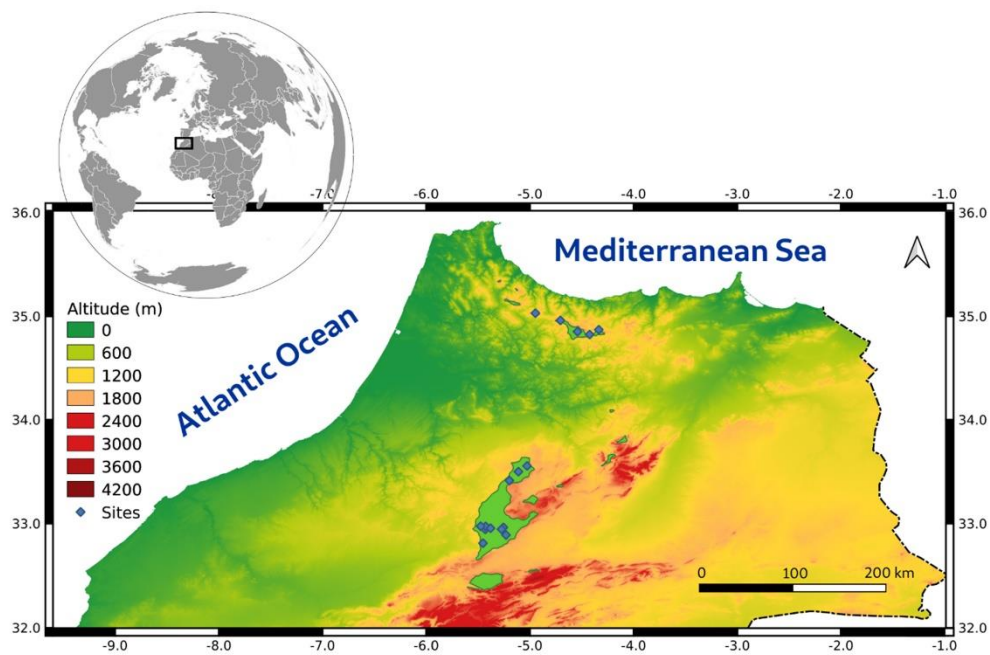 -8.0 -7.0 -6.0 -5.0 -4.0 -3.0 -2.0 -1.0
36.0 36.0
Mediterranean Sea
Altitude (m)
0
600
1200
1800
2400
3000
3600
4200
Sites
Atlantic Ocean
35.0 35.0
34.0 34.0
33.0 33.0
0 100 200 km
32.0 32.0
-9.0 -8.0 -7.0 -6.0 -5.0 -4.0 -3.0 -2.0 -1.0